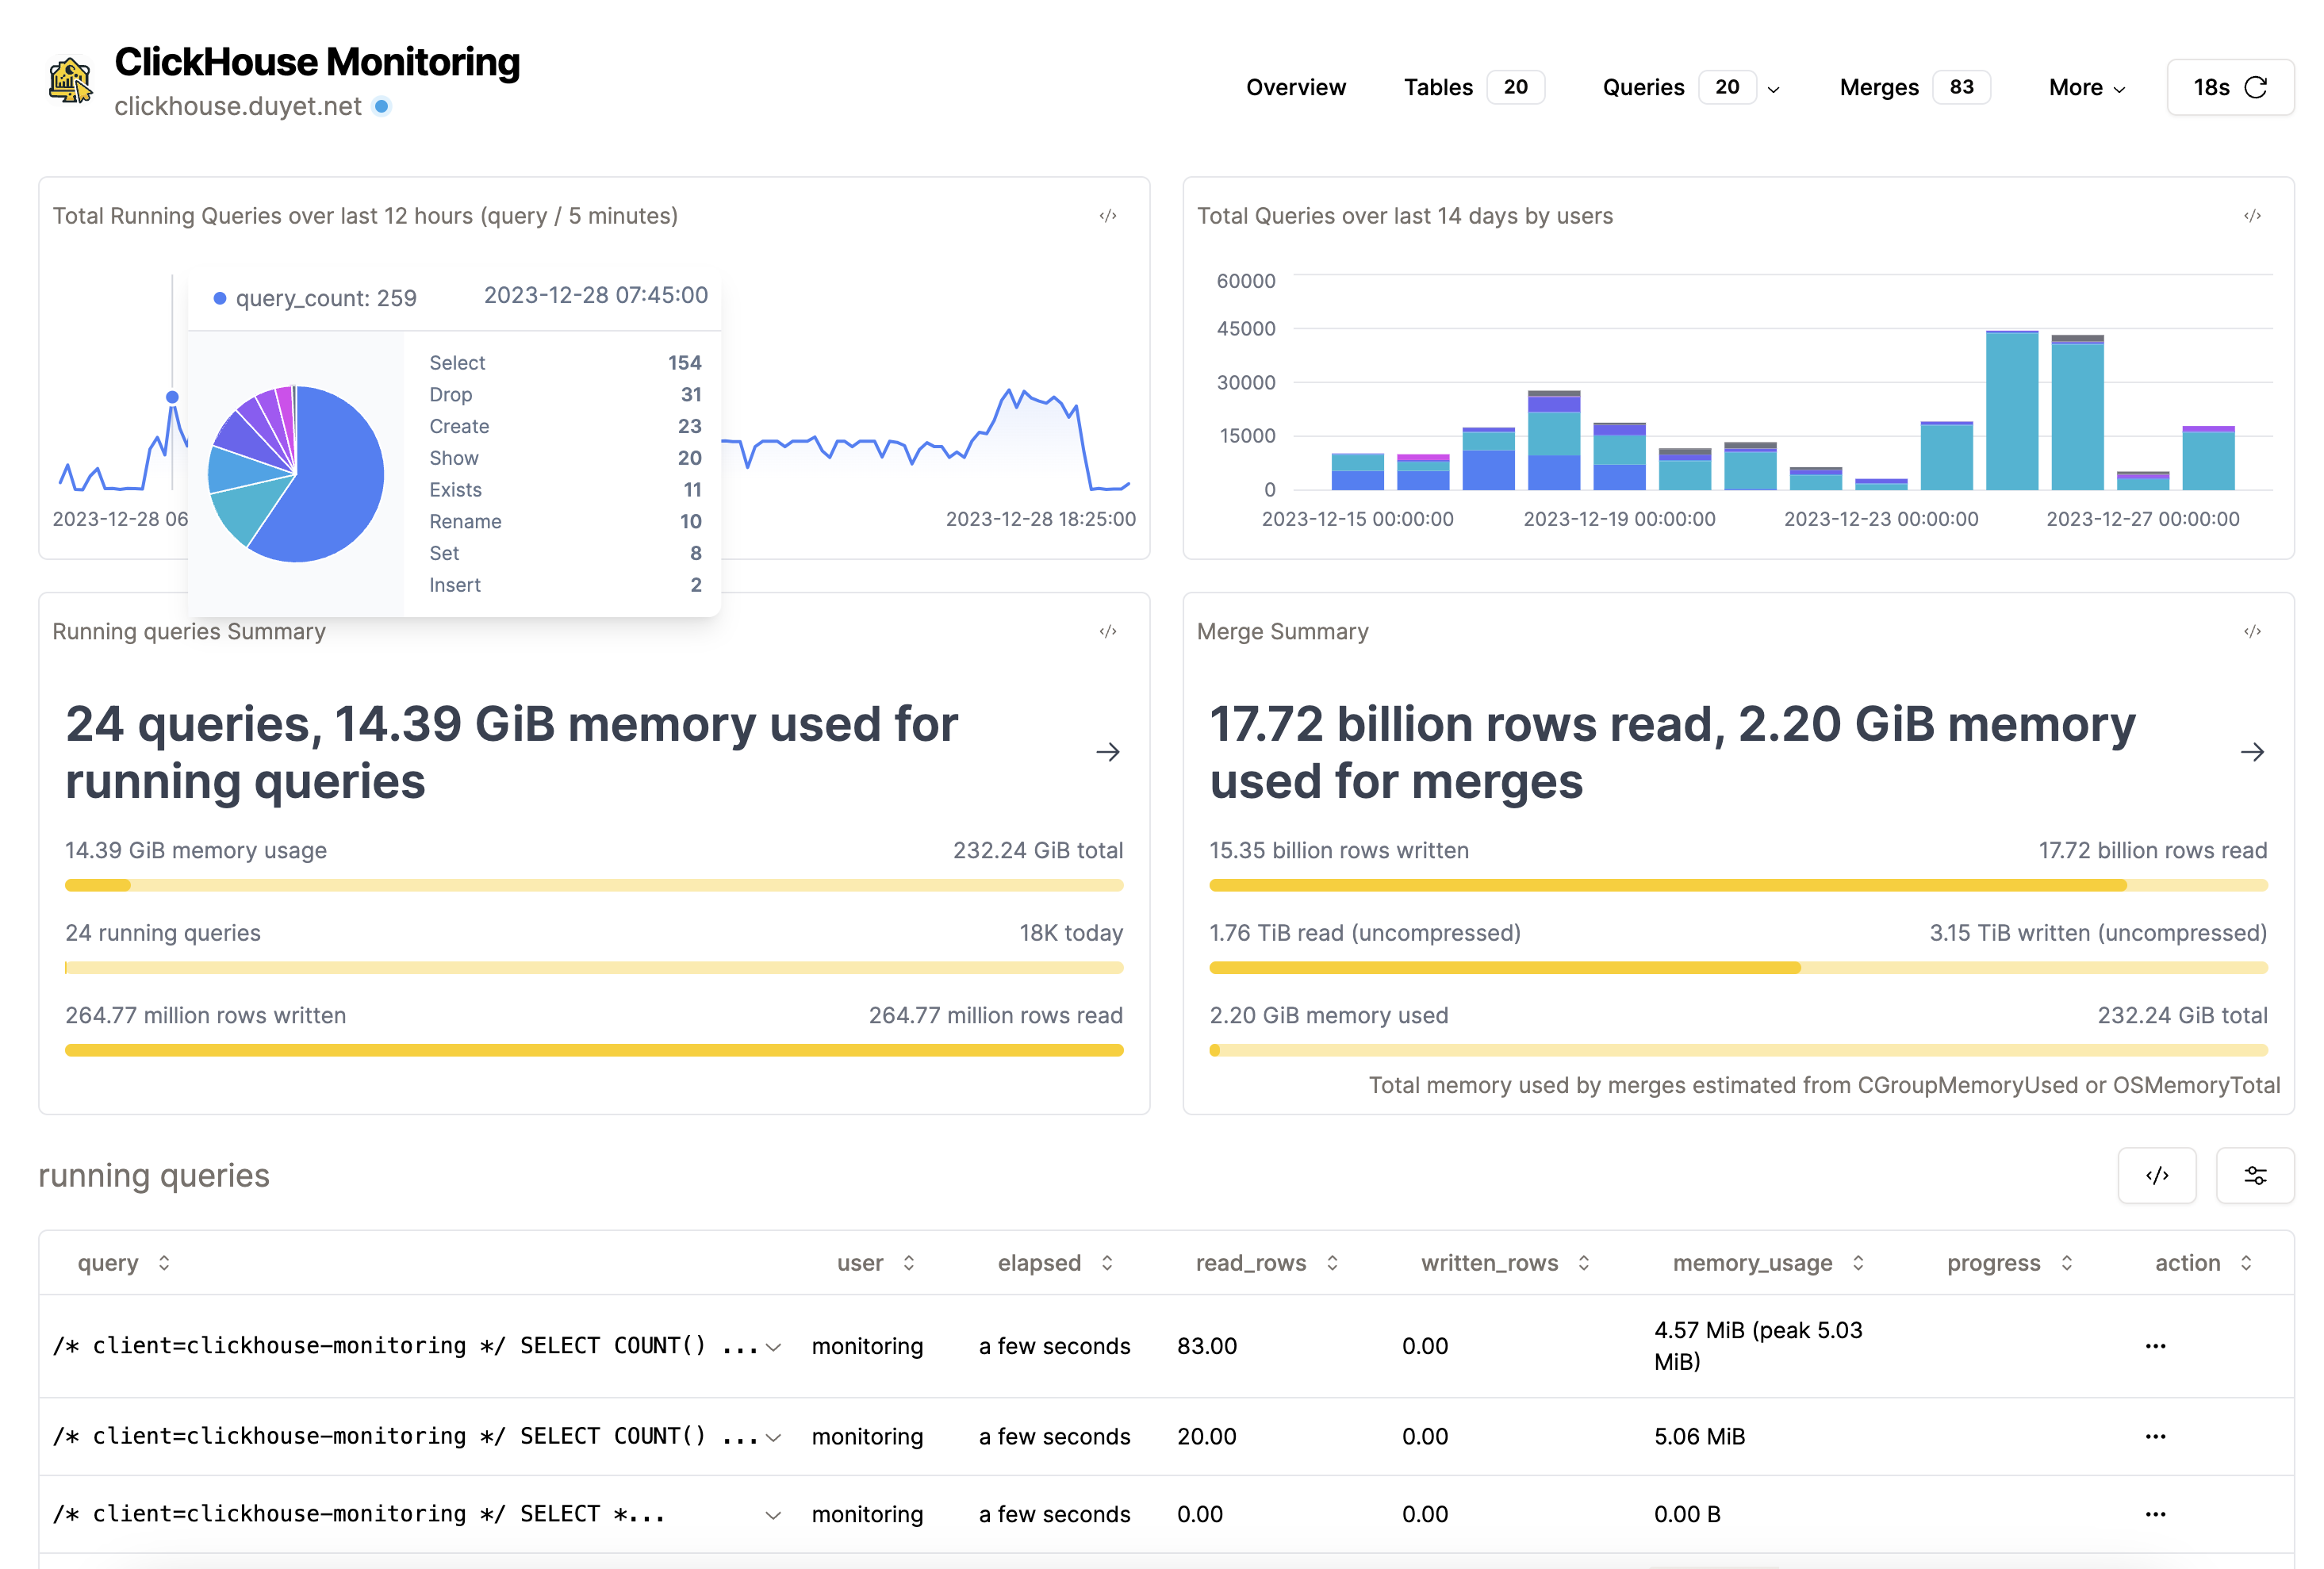 ClickHouse Monitoring
clickhouse.duyet.net
Overview
Tables 20
Queries 20
Merges 83
More
18s
Total Running Queries over last 12 hours (query / 5 minutes)
query_count: 259 2023-12-28 07:45:00
Select 154
Drop 31
Create 23
Show 20
Exists 11
Rename 10
Set 8
Insert 2
2023-12-28 06
2023-12-28 18:25:00
Total Queries over last 14 days by users
60000
45000
30000
15000
0
2023-12-15 00:00:00 2023-12-19 00:00:00 2023-12-23 00:00:00 2023-12-27 00:00:00
Running queries Summary
24 queries, 14.39 GiB memory used for
running queries
14.39 GiB memory usage 232.24 GiB total
24 running queries 18K today
264.77 million rows written 264.77 million rows read
Merge Summary
17.72 billion rows read, 2.20 GiB memory
used for merges
15.35 billion rows written 17.72 billion rows read
1.76 TiB read (uncompressed) 3.15 TiB written (uncompressed)
2.20 GiB memory used 232.24 GiB total
Total memory used by merges estimated from CGroupMemoryUsed or OSMemoryTotal
running queries
</>
query user elapsed read_rows written_rows memory_usage progress action
/* client=clickhouse-monitoring */ SELECT COUNT() ... monitoring a few seconds 83.00 0.00 4.57 MiB (peak 5.03
MiB) ...
/* client=clickhouse-monitoring */ SELECT COUNT() ... monitoring a few seconds 20.00 0.00 5.06 MiB ...
/* client=clickhouse-monitoring */ SELECT *... monitoring a few seconds 0.00 0.00 0.00 B ...